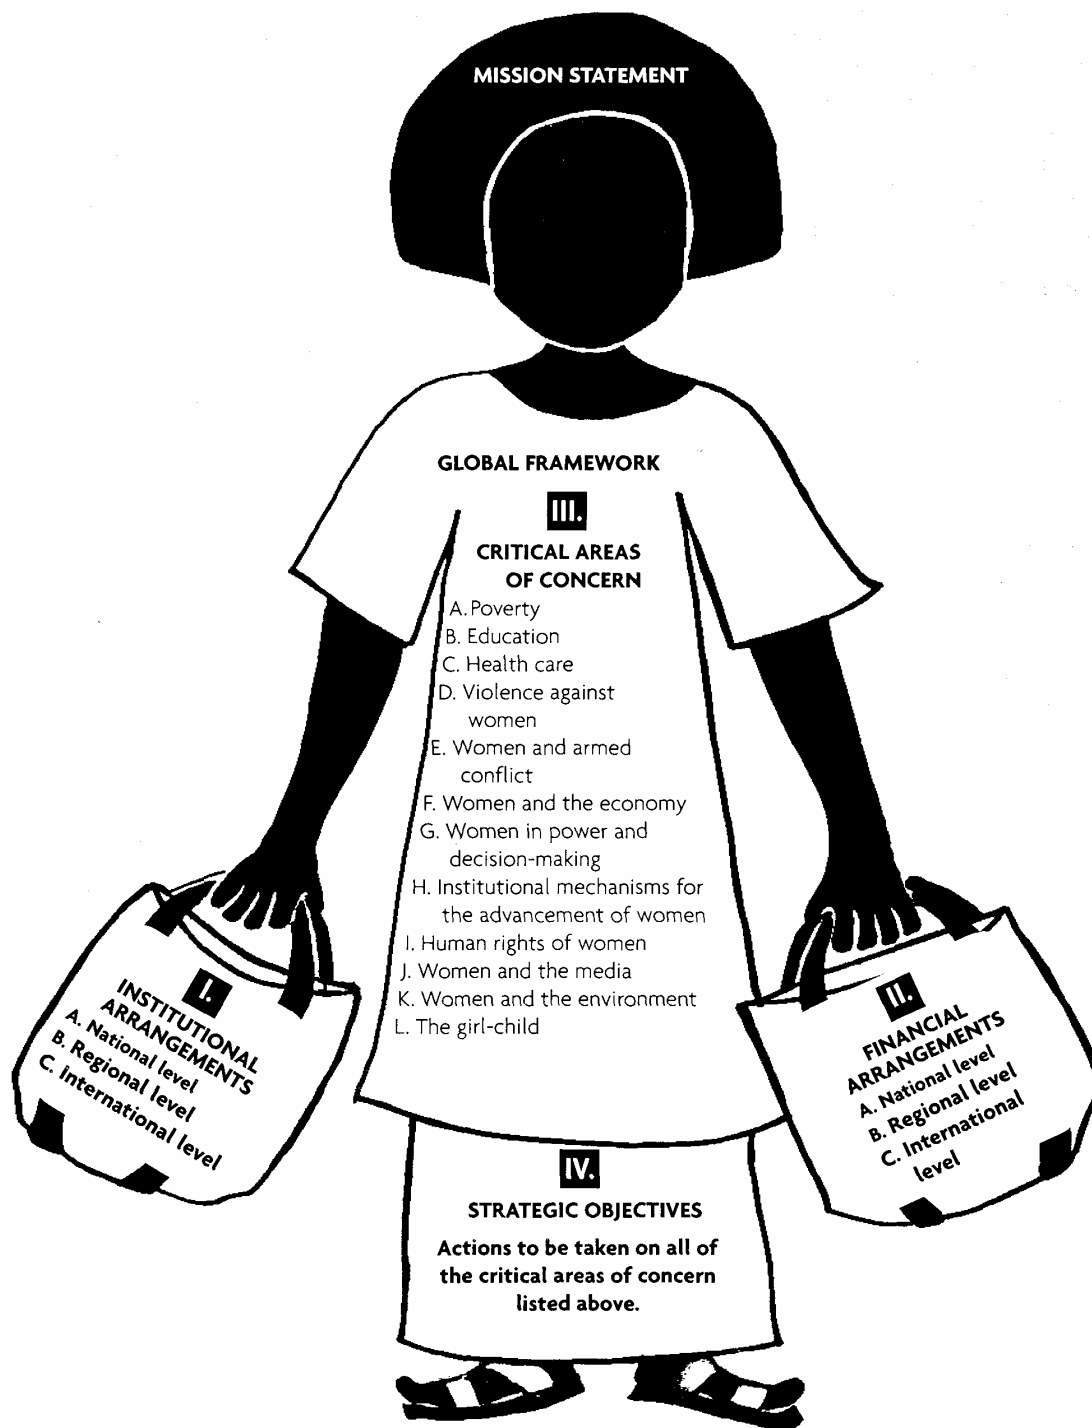 MISSION STATEMENT
GLOBAL FRAMEWORK
III.
CRITICAL AREAS
OF CONCERN
A. Poverty
B. Education
C. Health care
D. Violence against
women
E. Women and armed
conflict
F. Women and the economy
G. Women in power and
decision-making
H. Institutional mechanisms for
the advancement of women
I. Human rights of women
J. Women and the media
K. Women and the environment
L. The girl-child
I.
INSTITUTIONAL
ARRANGEMENTS
A. National level
B. Regional level
C. International level
II.
FINANCIAL
ARRANGEMENTS
A. National level
B. Regional level
C. International
level
IV.
STRATEGIC OBJECTIVES
Actions to be taken on all of
the critical areas of concern
listed above.